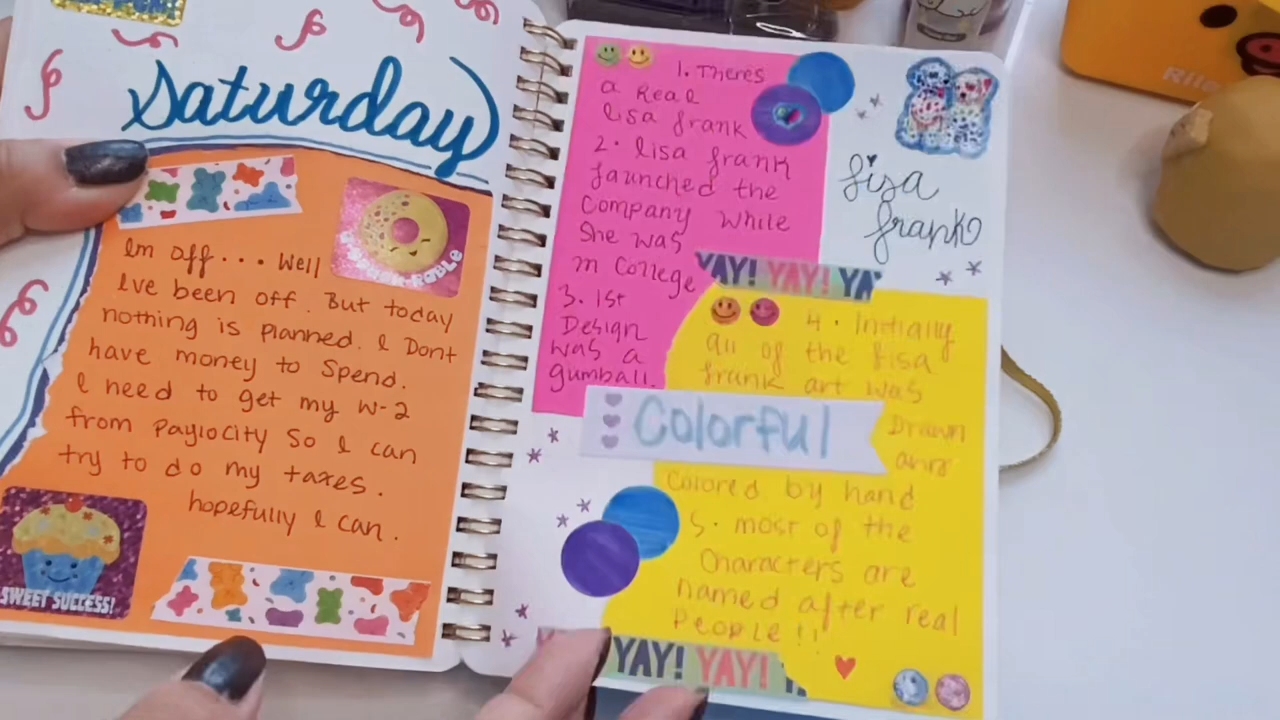 Saturday
Im off... Well
I've been off. But today
nothing is planned. I Dont
have money to Spend.
I need to get my W-2
from paylocity So I can
try to do my taxes.
hopefully I can.
SWEET SUCCESS!
1. Theres
a Real
lisa frank
2. lisa frank
launched the
Company while
She was
in College
3. 1st
Design
was a
gumball.
lisa
frank
YAY! YAY! YA
4. Initially
all of the lisa
frank art was
Drawn
and
Colorful
Colored by hand
5. most of the
Characters are
named after real
People!!
YAY! YAY!